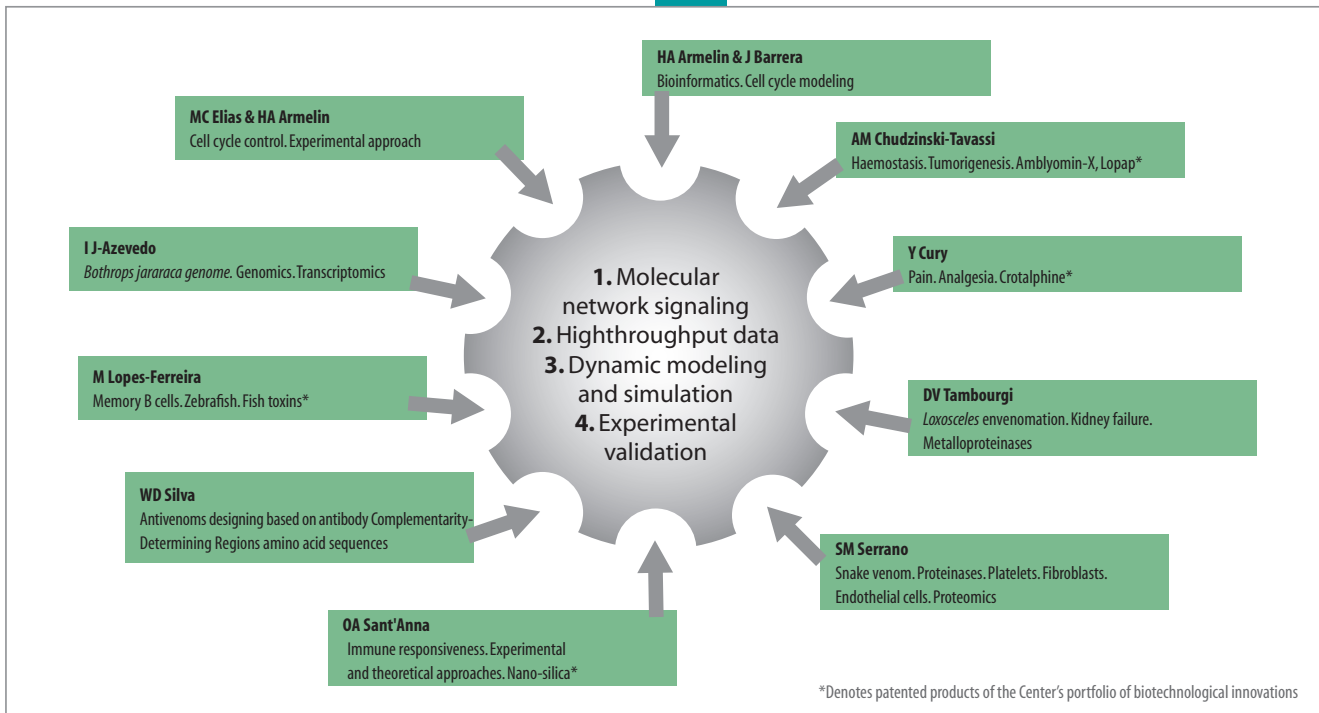 HA Armelin & J Barrera
Bioinformatics. Cell cycle modeling
MC Elias & HA Armelin
Cell cycle control. Experimental approach
AM Chudzinski-Tavassi
Haemostasis. Tumorigenesis. Amblyomin-X, Lopap*
I J-Azevedo
Bothrops jararaca genome. Genomics. Transcriptomics
Y Cury
Pain. Analgesia. Crotalphine*
1. Molecular
network signaling
2. Highthroughput data
3. Dynamic modeling
and simulation
4. Experimental
validation
M Lopes-Ferreira
Memory B cells. Zebrafish. Fish toxins*
DV Tambourgi
Loxosceles envenomation. Kidney failure.
Metalloproteinases
WD Silva
Antivenoms designing based on antibody Complementarity-
Determining Regions amino acid sequences
SM Serrano
Snake venom. Proteinases. Platelets. Fibroblasts.
Endothelial cells. Proteomics
OA Sant'Anna
Immune responsiveness. Experimental
and theoretical approaches. Nano-silica*
*Denotes patented products of the Center's portfolio of biotechnological innovations